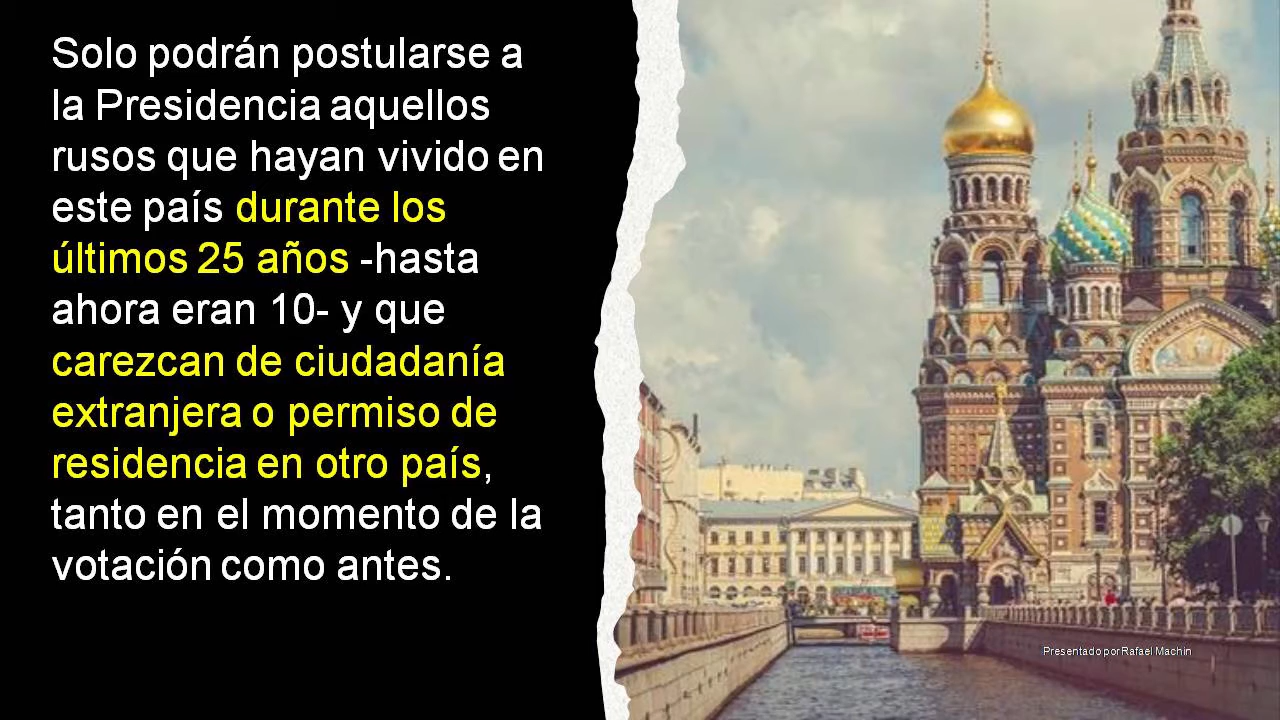 Solo podrán postularse a
la Presidencia aquellos
rusos que hayan vivido en
este país durante los
últimos 25 años -hasta
ahora eran 10- y que
carezcan de ciudadanía
extranjera o permiso de
residencia en otro país,
tanto en el momento de la
votación como antes.
Presentado por Rafael Machin